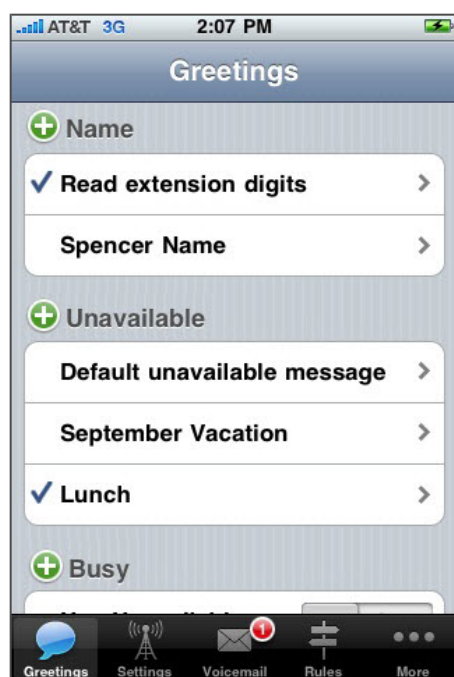 AT&T 3G 2:07 PM
Greetings
Name
Read extension digits
Spencer Name
Unavailable
Default unavailable message
September Vacation
Lunch
Busy
1
Greetings Settings Voicemail Rules More